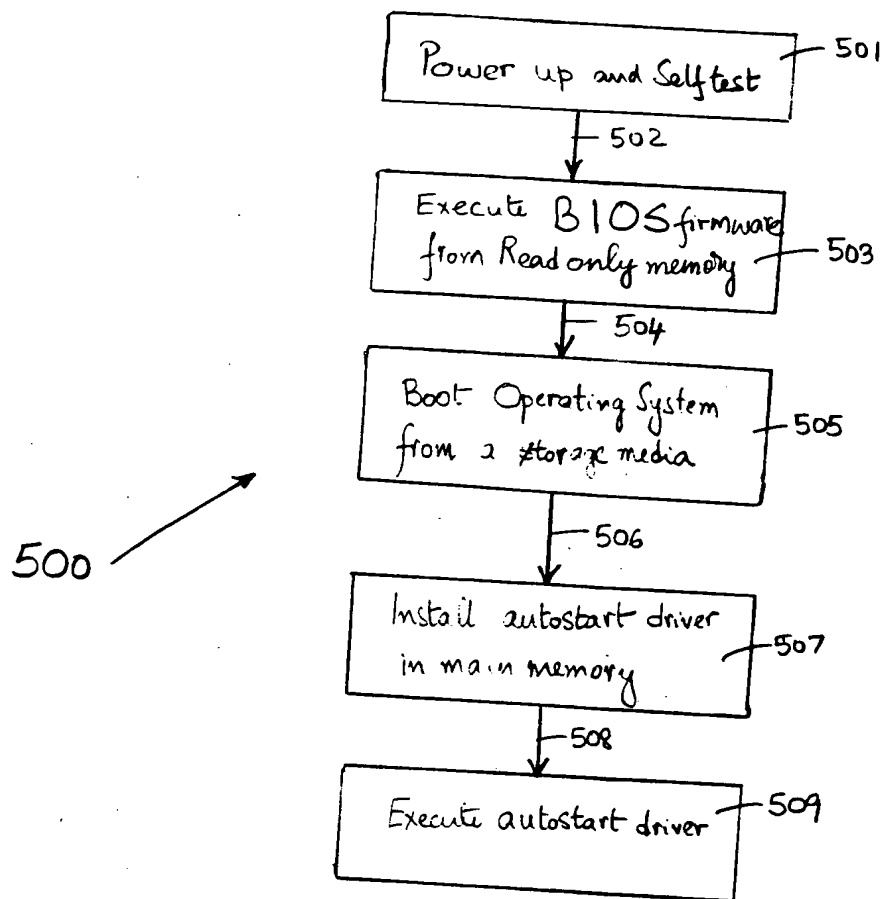 Power up and Selftest
501
502
Execute BIOS firmware
from Read only memory
503
504
Boot Operating System
from a storage media
505
506
500
Install autostart driver
in main memory
507
508
Execute autostart driver
509